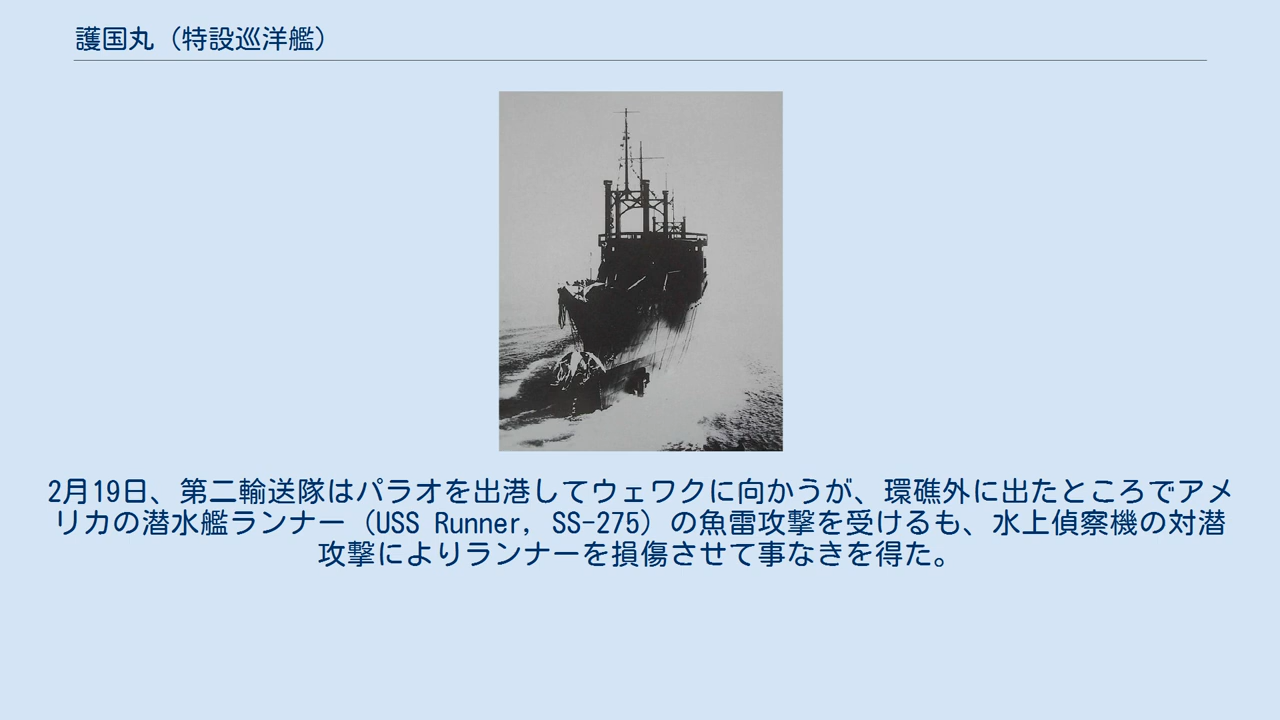 護国丸（特設巡洋艦）
2月19日、第二輸送隊はパラオを出港してウェワクに向かうが、環礁外に出たところでアメ
リカの潜水艦ランナー（USS Runner, SS-275）の魚雷攻撃を受けるも、水上偵察機の対潜
攻撃によりランナーを損傷させて事なきを得た。